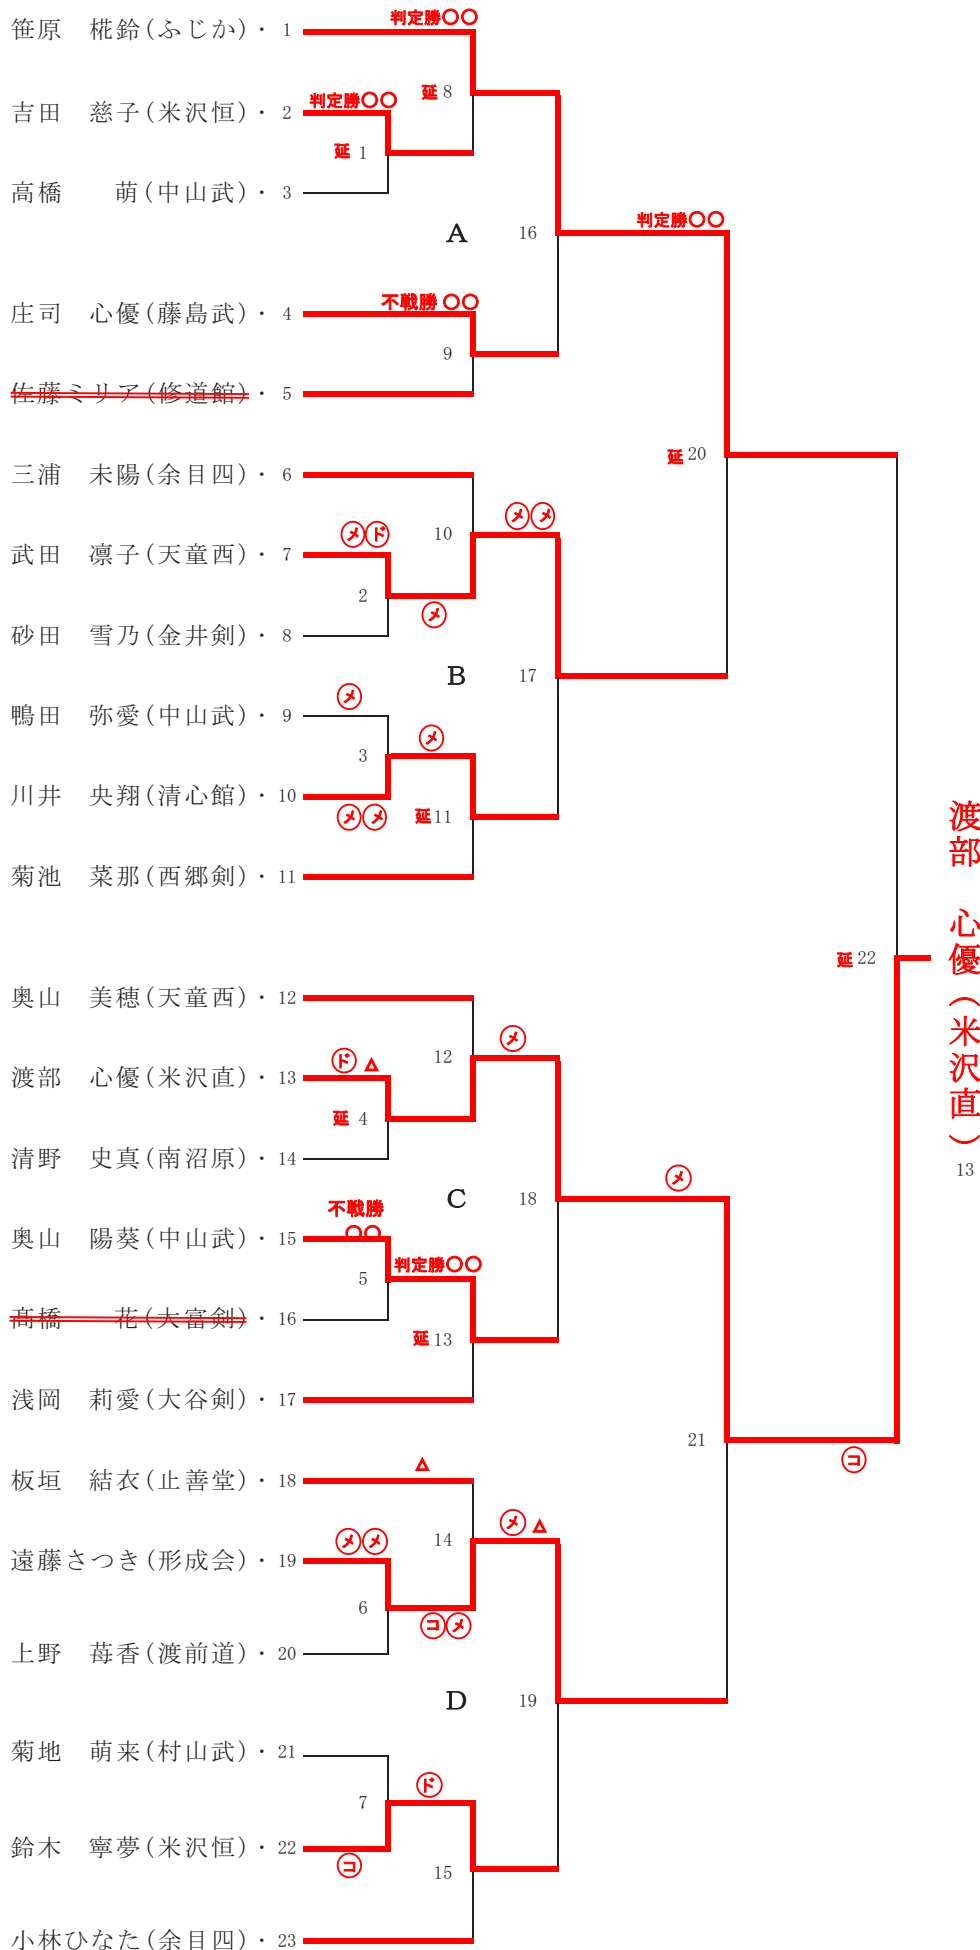 判定勝〇〇
笹原　椛鈴(ふじか)・ 1
延 8
判定勝〇〇
吉田　慈子(米沢恒)・ 2
延 1
高橋　　萌(中山武)・ 3
判定勝〇〇
A 16
不戦勝 〇〇
庄司　心優(藤島武)・ 4
9
佐藤ミリア(修道館)・ 5
延 20
三浦　未陽(余目四)・ 6
メメ
メド 10
武田　凛子(天童西)・ 7
2
メ
砂田　雪乃(金井剣)・ 8
B 17
メ
鴨田　弥愛(中山武)・ 9
メ
3
川井　央翔(清心館)・ 10
メメ 延 11
菊池　菜那(西郷剣)・ 11
渡部　心優(米沢直)
13
延 22
奥山　美穂(天童西)・ 12
メ
ド △ 12
渡部　心優(米沢直)・ 13
延 4
清野　史真(南沼原)・ 14
メ
C 18
不戦勝
〇〇
奥山　陽葵(中山武)・ 15
判定勝〇〇
5
髙橋　　花(大富剣)・ 16
延 13
浅岡　莉愛(大谷剣)・ 17
21
コ
△
板垣　結衣(止善堂)・ 18
メ △
メメ 14
遠藤さつき(形成会)・ 19
6
コメ
上野　苺香(渡前道)・ 20
D 19
菊地　萌来(村山武)・ 21
ド
7
鈴木　寧夢(米沢恒)・ 22
コ 15
小林ひなた(余目四)・ 23